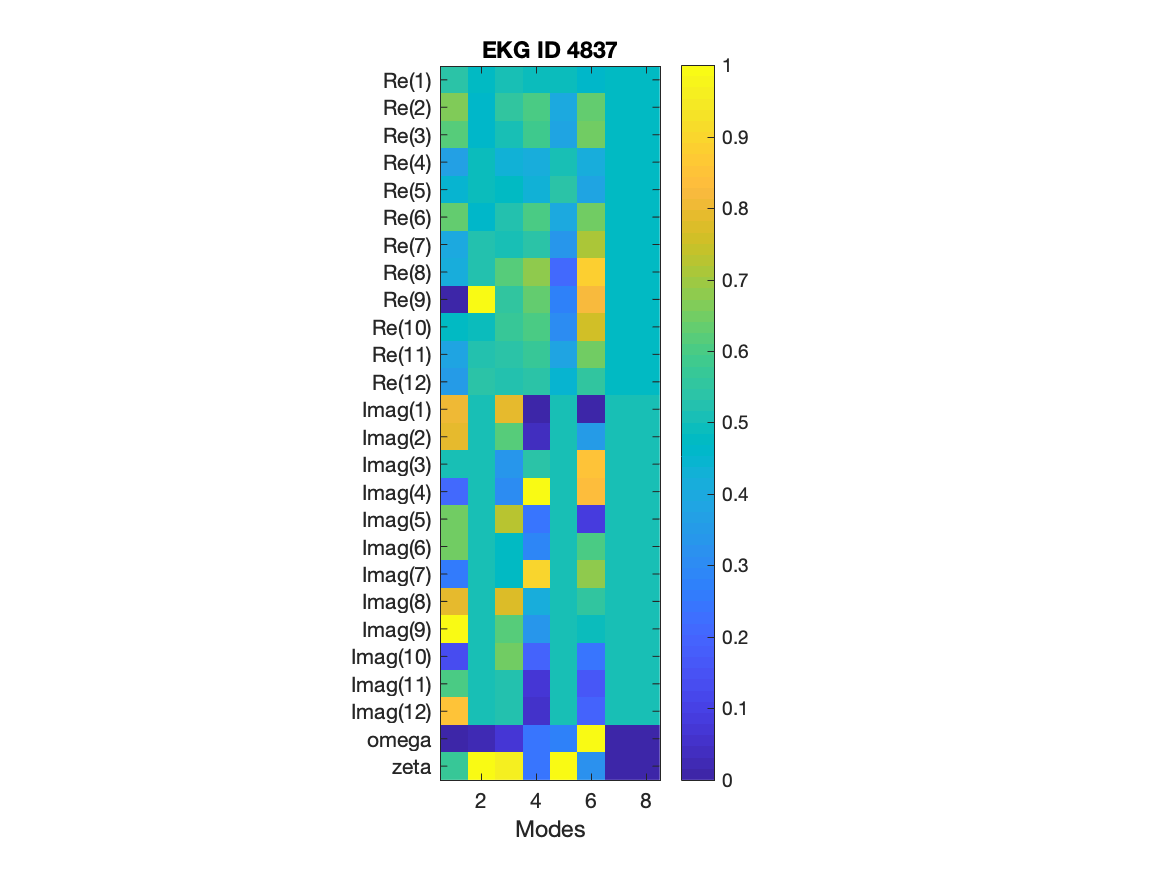 EKG ID 4837
Re(1)
Re(2)
Re(3)
Re(4)
Re(5)
Re(6)
Re(7)
Re(8)
Re(9)
Re(10)
Re(11)
Re(12)
Imag(1)
Imag(2)
Imag(3)
Imag(4)
Imag(5)
Imag(6)
Imag(7)
Imag(8)
Imag(9)
Imag(10)
Imag(11)
Imag(12)
omega
zeta
2 4 6 8
Modes
1
0.9
0.8
0.7
0.6
0.5
0.4
0.3
0.2
0.1
0